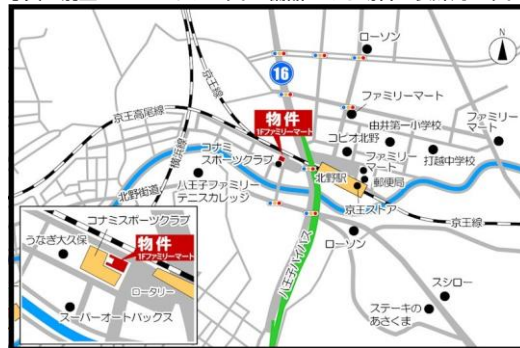 ローソン
N
16
京王線
ファミリーマート
京王高尾線
物件
1Fファミリーマート
コピオ北野
由井第一小学校
ファミリー
マート
横浜線
コナミ
スポーツクラブ
打越中学校
ファミリー
マート
北野駅
郵便局
北野街道
八王子ファミリー
テニスカレッジ
京王ストア
京王線
コナミスポーツクラブ
うなぎ大久保
物件
1Fファミリーマート
ローソン
八王子バイパス
ロータリー
スーパーオートバックス
スシロー
ステーキの
あさくま